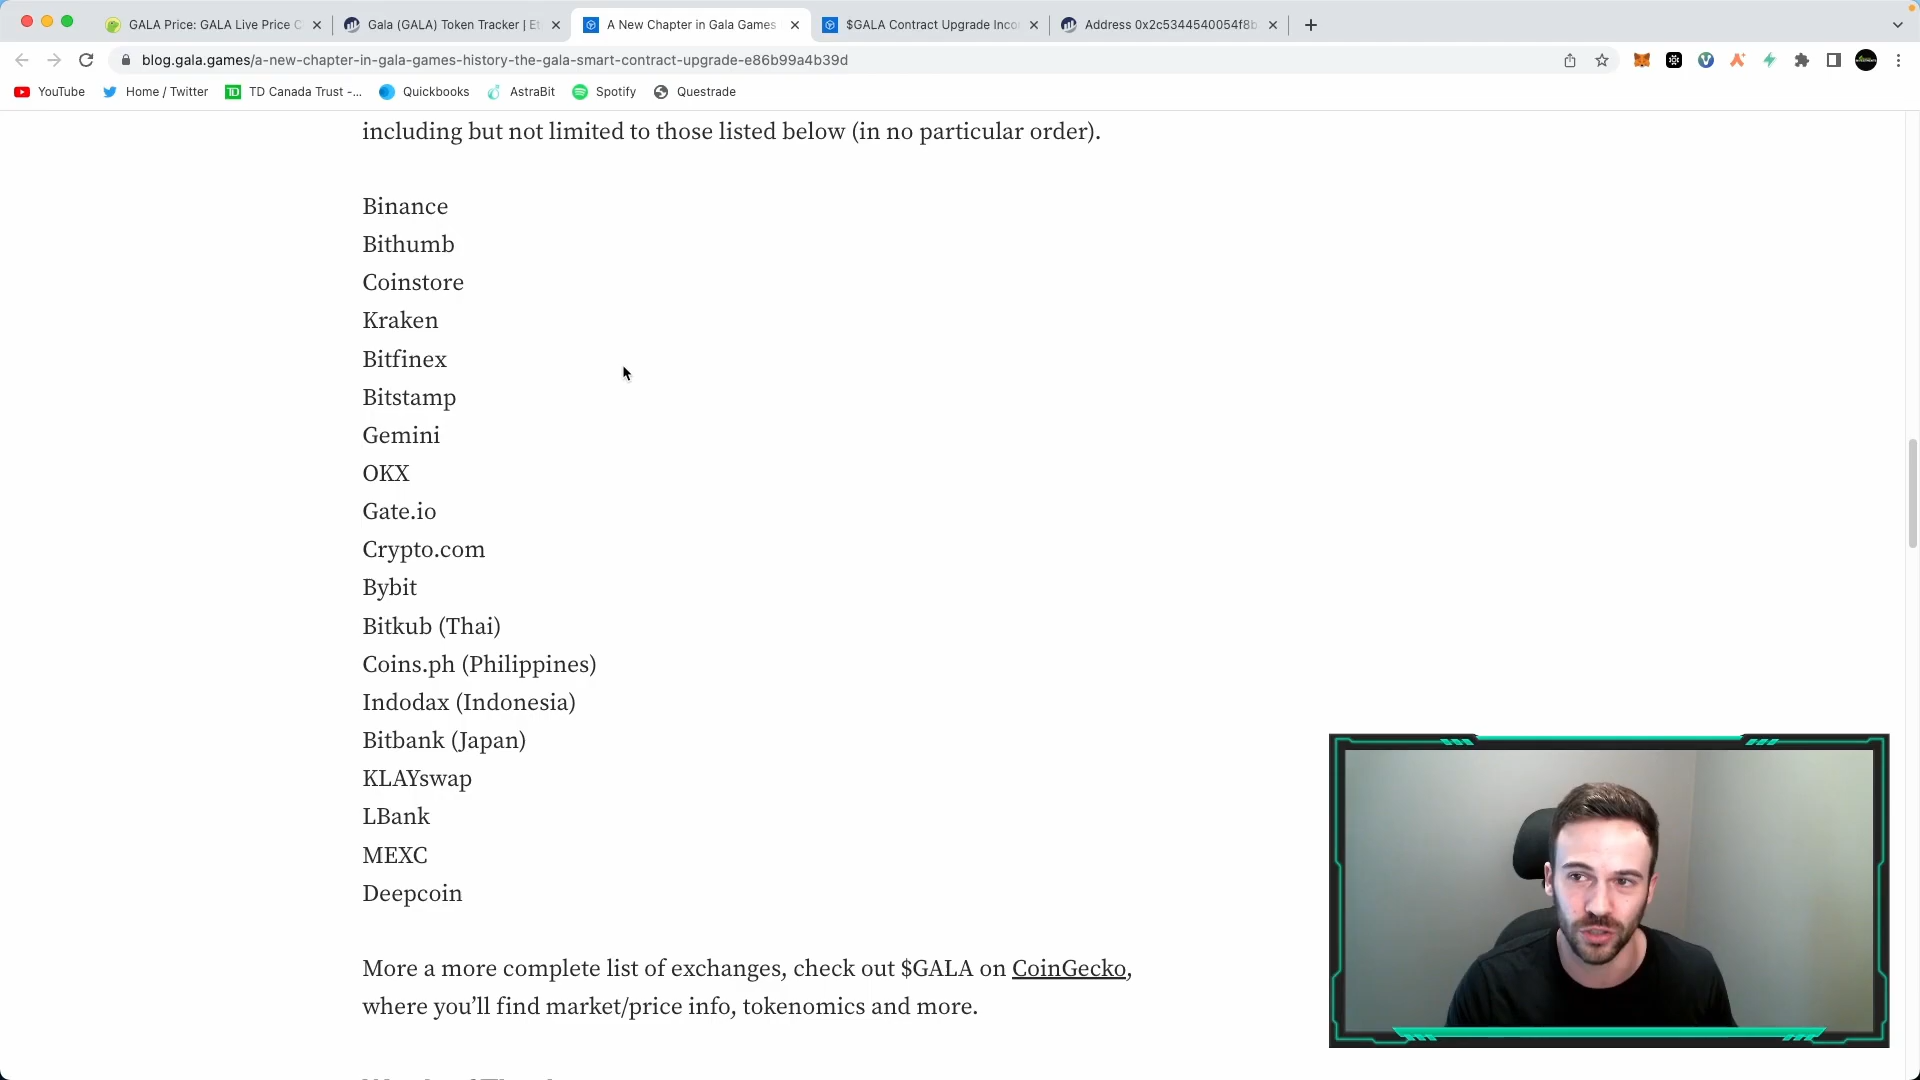 GALA Price: GALA Live Price C
Gala (GALA) Token Tracker | Et
A New Chapter in Gala Games
$GALA Contract Upgrade Inco
Address 0x2c5344540054f8b
blog.gala.games/a-new-chapter-in-gala-games-history-the-gala-smart-contract-upgrade-e86b99a4b39d
YouTube
Home / Twitter
TD Canada Trust -...
Quickbooks
AstraBit
Spotify
Questrade
including but not limited to those listed below (in no particular order).
Binance
Bithumb
Coinstore
Kraken
Bitfinex
Bitstamp
Gemini
OKX
Gate.io
Crypto.com
Bybit
Bitkub (Thai)
Coins.ph (Philippines)
Indodax (Indonesia)
Bitbank (Japan)
KLAYswap
LBank
MEXC
Deepcoin
More a more complete list of exchanges, check out $GALA on CoinGecko,
where you’ll find market/price info, tokenomics and more.